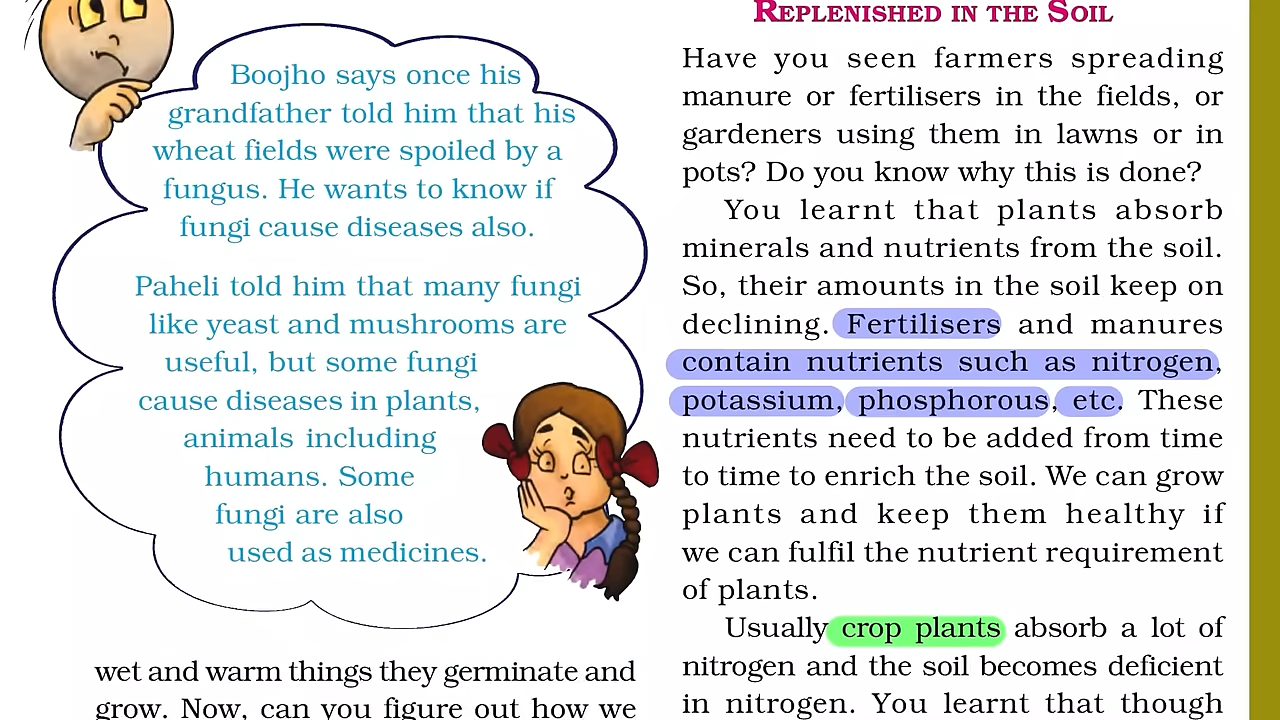 Boojho says once his
grandfather told him that his
wheat fields were spoiled by a
fungus. He wants to know if
fungi cause diseases also.
Paheli told him that many fungi
like yeast and mushrooms are
useful, but some fungi
cause diseases in plants,
animals including
humans. Some
fungi are also
used as medicines.
wet and warm things they germinate and
grow. Now, can you figure out how we
REPLENISHED IN THE SOIL
Have you seen farmers spreading
manure or fertilisers in the fields, or
gardeners using them in lawns or in
pots? Do you know why this is done?
You learnt that plants absorb
minerals and nutrients from the soil.
So, their amounts in the soil keep on
declining. Fertilisers and manures
contain nutrients such as nitrogen,
potassium, phosphorous, etc. These
nutrients need to be added from time
to time to enrich the soil. We can grow
plants and keep them healthy if
we can fulfil the nutrient requirement
of plants.
Usually crop plants absorb a lot of
nitrogen and the soil becomes deficient
in nitrogen. You learnt that though